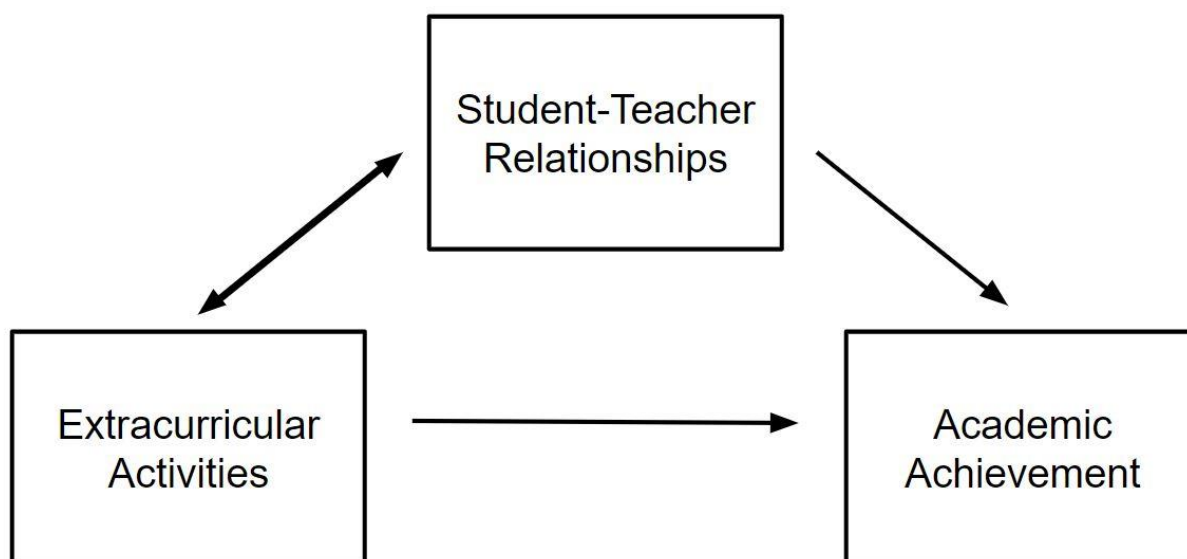 Student-Teacher
Relationships
Extracurricular
Activities
Academic
Achievement